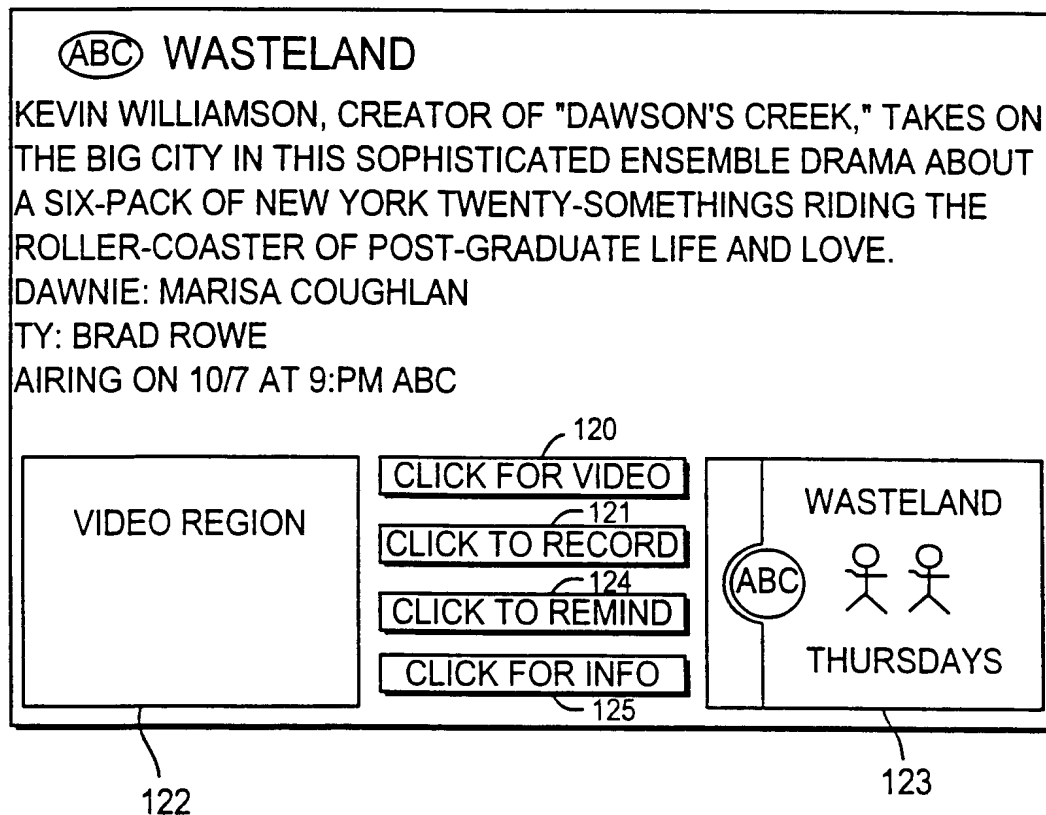 ABC WASTELAND
KEVIN WILLIAMSON, CREATOR OF "DAWSON'S CREEK," TAKES ON
THE BIG CITY IN THIS SOPHISTICATED ENSEMBLE DRAMA ABOUT
A SIX-PACK OF NEW YORK TWENTY-SOMETHINGS RIDING THE
ROLLER-COASTER OF POST-GRADUATE LIFE AND LOVE.
DAWNIE: MARISA COUGHLAN
TY: BRAD ROWE
AIRING ON 10/7 AT 9:PM ABC
VIDEO REGION
122
120
CLICK FOR VIDEO
121
CLICK TO RECORD
124
CLICK TO REMIND
CLICK FOR INFO
125
WASTELAND
ABC
THURSDAYS
123